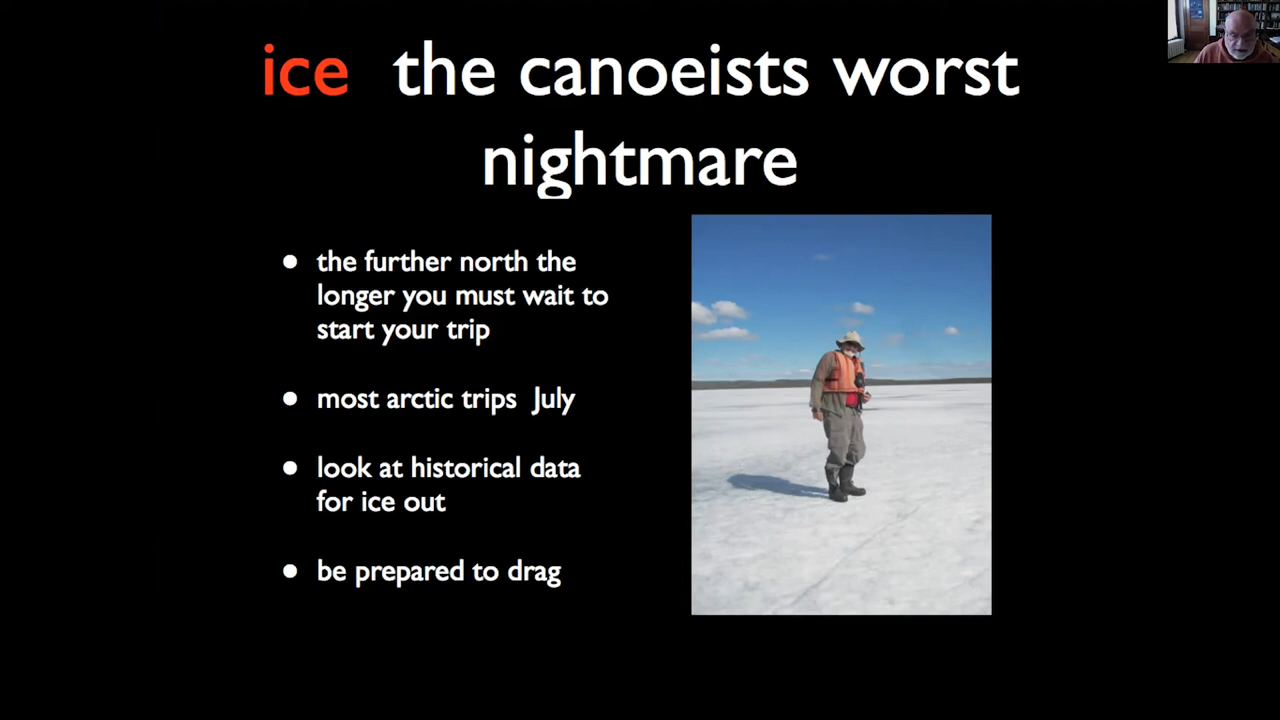 ice the canoeists worst
nightmare
• the further north the
longer you must wait to
start your trip
• most arctic trips July
• look at historical data
for ice out
• be prepared to drag